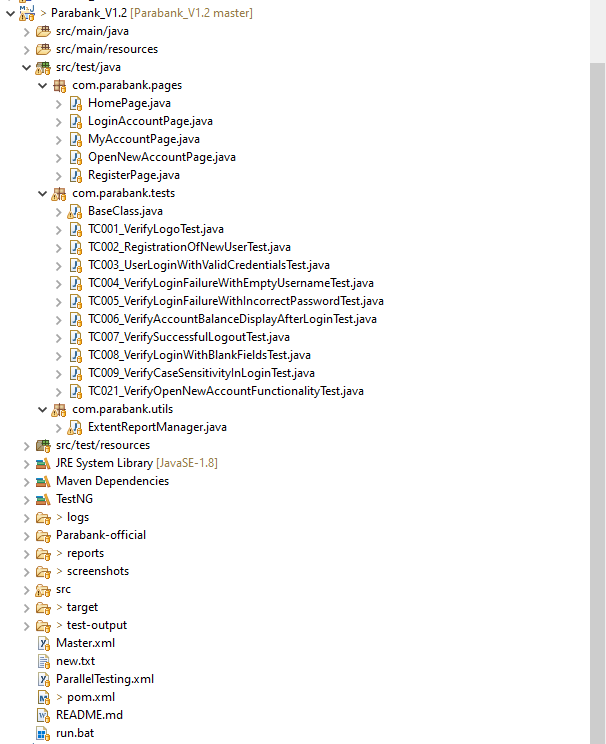 > Parabank_V1.2 [Parabank_V1.2 master]
src/main/java
src/main/resources
src/test/java
com.parabank.pages
HomePage.java
LoginAccountPage.java
MyAccountPage.java
OpenNewAccountPage.java
RegisterPage.java
com.parabank.tests
BaseClass.java
TC001_VerifyLogoTest.java
TC002_RegistrationOfNewUserTest.java
TC003_UserLoginWithValidCredentialsTest.java
TC004_VerifyLoginFailureWithEmptyUsernameTest.java
TC005_VerifyLoginFailureWithIncorrectPasswordTest.java
TC006_VerifyAccountBalanceDisplayAfterLoginTest.java
TC007_VerifySuccessfulLogoutTest.java
TC008_VerifyLoginWithBlankFieldsTest.java
TC009_VerifyCaseSensitivityInLoginTest.java
TC021_VerifyOpenNewAccountFunctionalityTest.java
com.parabank.utils
ExtentReportManager.java
src/test/resources
JRE System Library [JavaSE-1.8]
Maven Dependencies
TestNG
> logs
Parabank-official
> reports
> screenshots
src
> target
> test-output
Master.xml
new.txt
ParallelTesting.xml
> pom.xml
README.md
run.bat